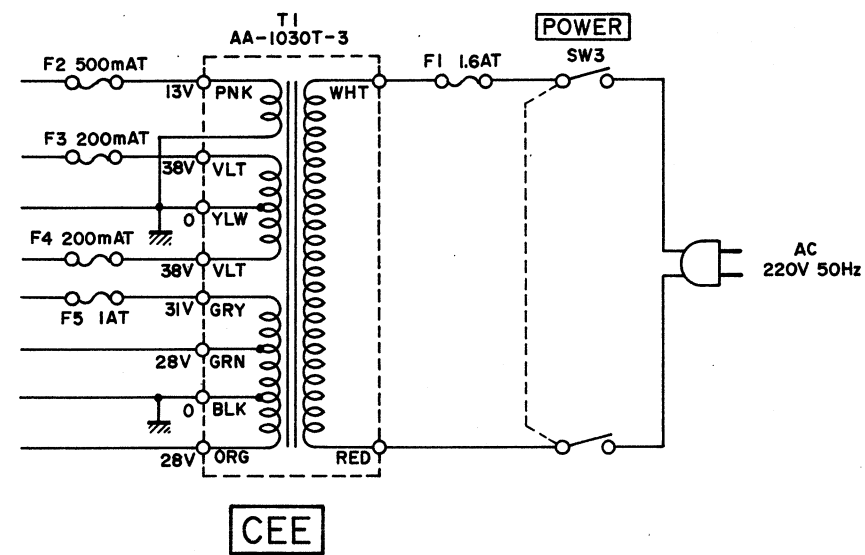 T1
AA-1030T-3
POWER
SW3
F2 500mAT
F1 1.6AT
13V PNK
WHT
F3 200mAT
38V VLT
0 YLW
F4 200mAT
38V VLT
AC
220V 50Hz
31V GRY
F5 1AT
28V GRN
0 BLK
28V ORG
RED
CEE